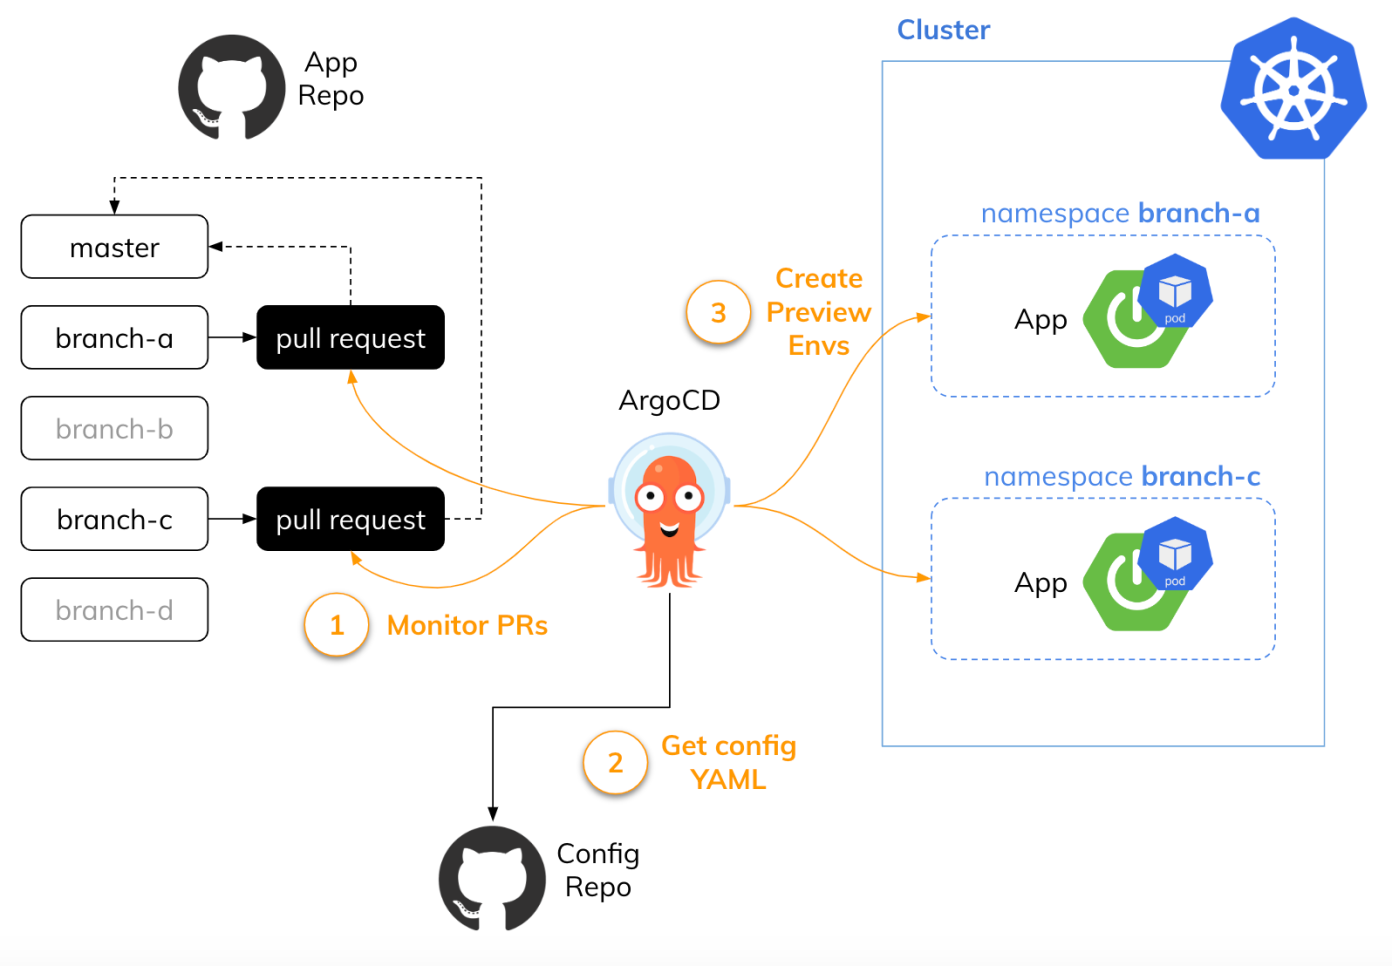 App
Repo
master
branch-a
pull request
branch-b
branch-c
pull request
branch-d
1
Monitor PRs
ArgoCD
2
Get config
YAML
Config
Repo
3
Create
Preview
Envs
Cluster
namespace branch-a
App
pod
namespace branch-c
App
pod